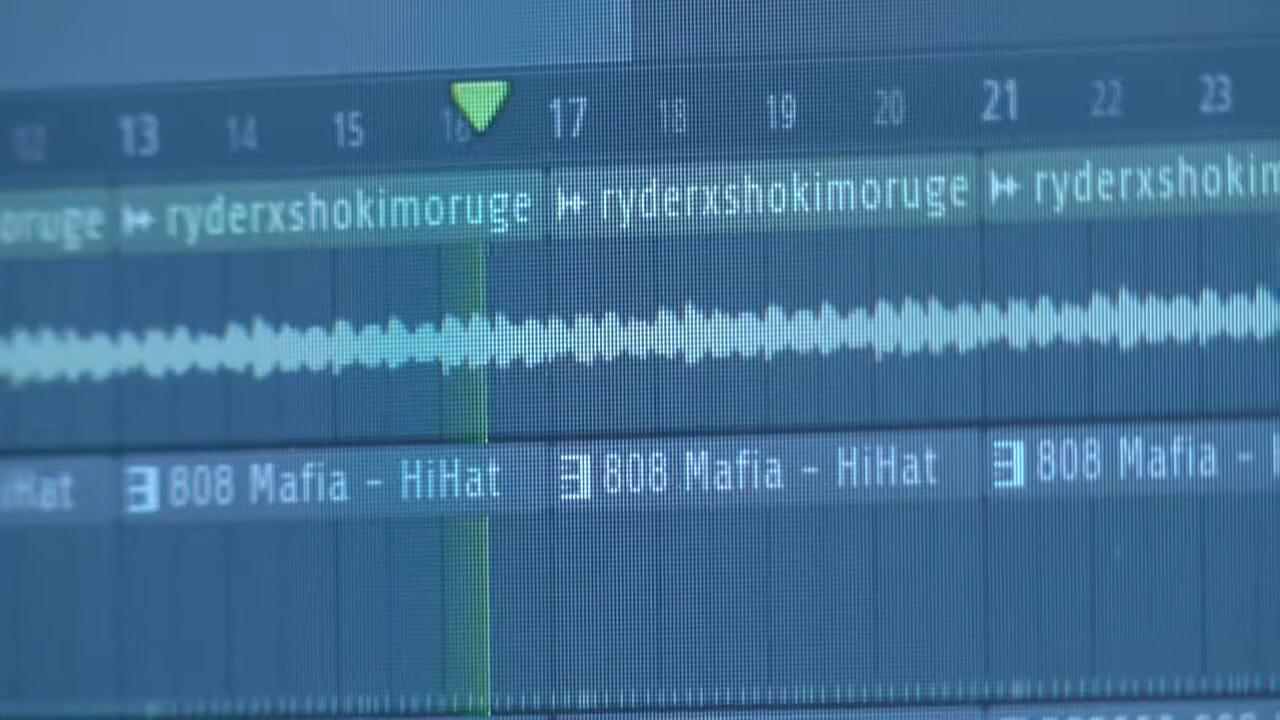 12 13 14 15 16 17 18 19 20 21 22 23
oruge ryderxshokimoruge ryderxshokimoruge ryderxshokim
iHat 808 Mafia - HiHat 808 Mafia - HiHat 808 Mafia -